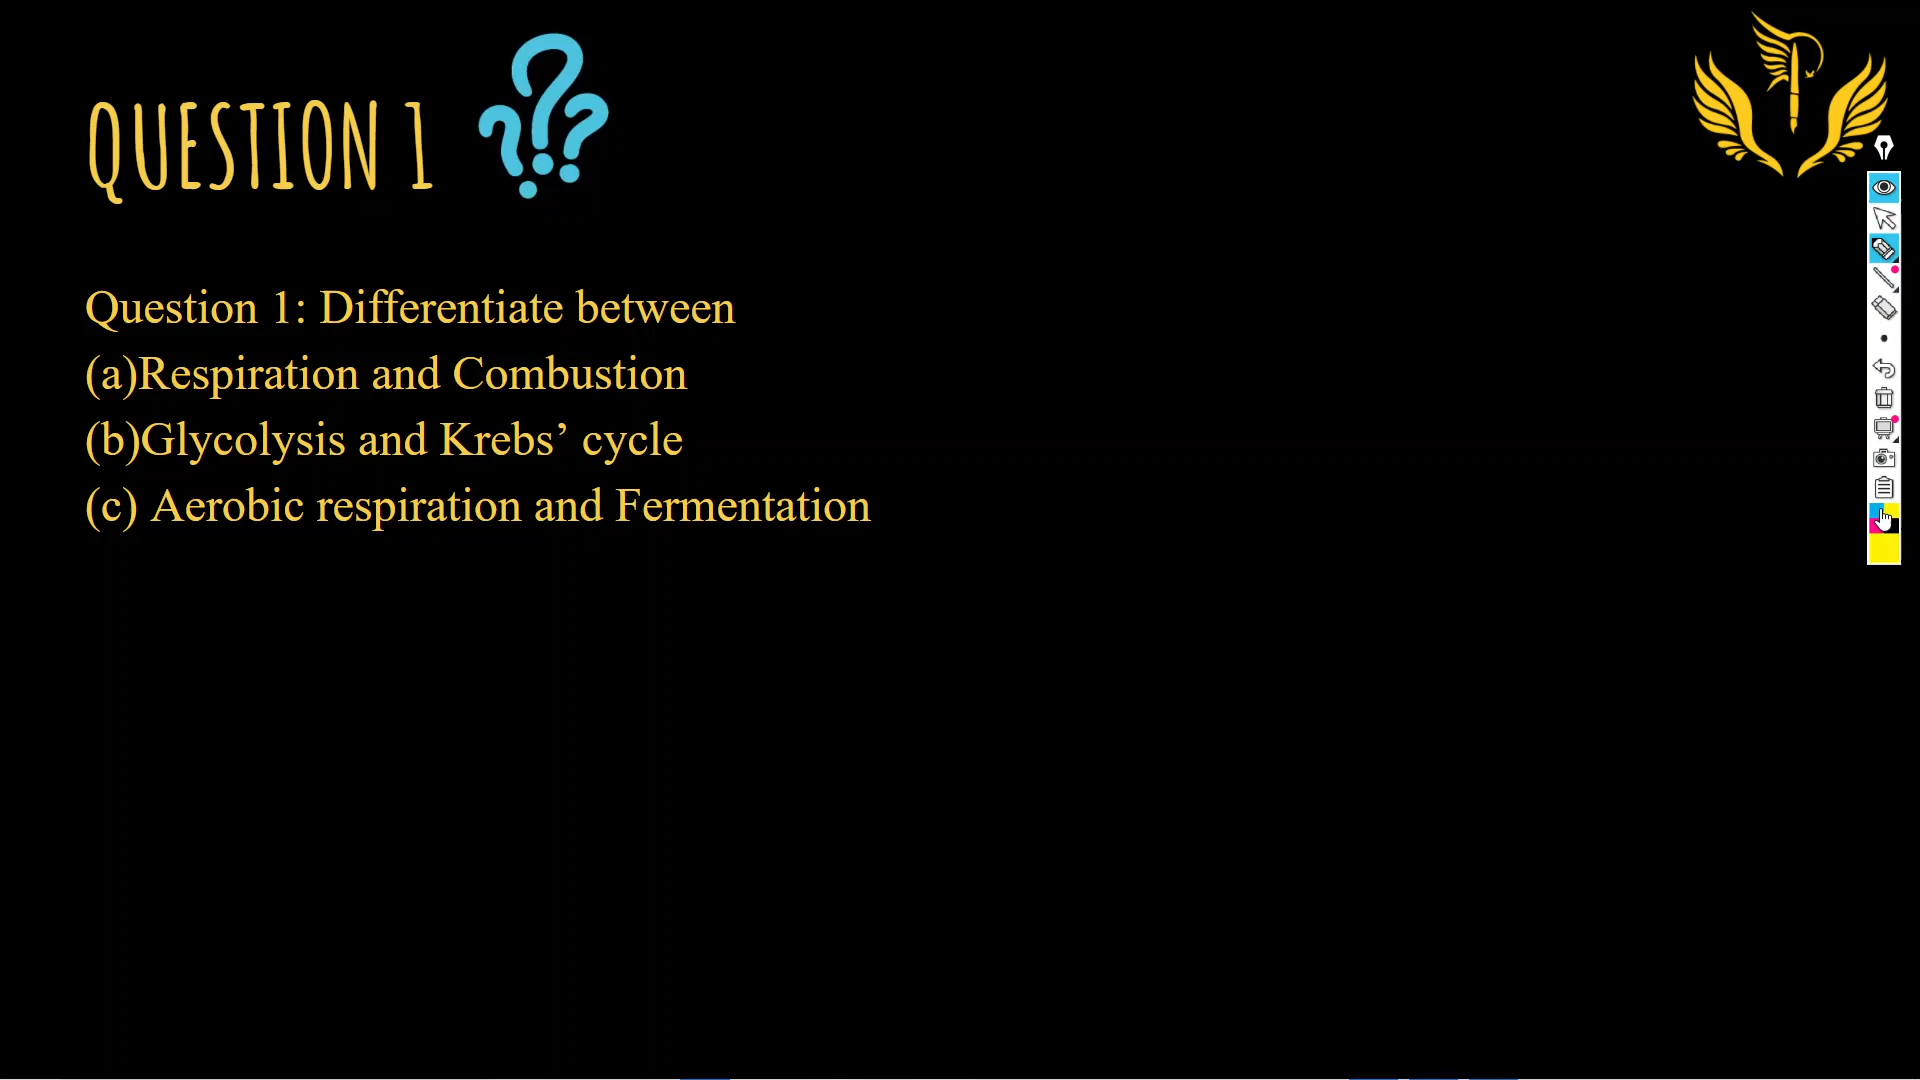 QUESTION 1
Question 1: Differentiate between
(a)Respiration and Combustion
(b)Glycolysis and Krebs’ cycle
(c) Aerobic respiration and Fermentation